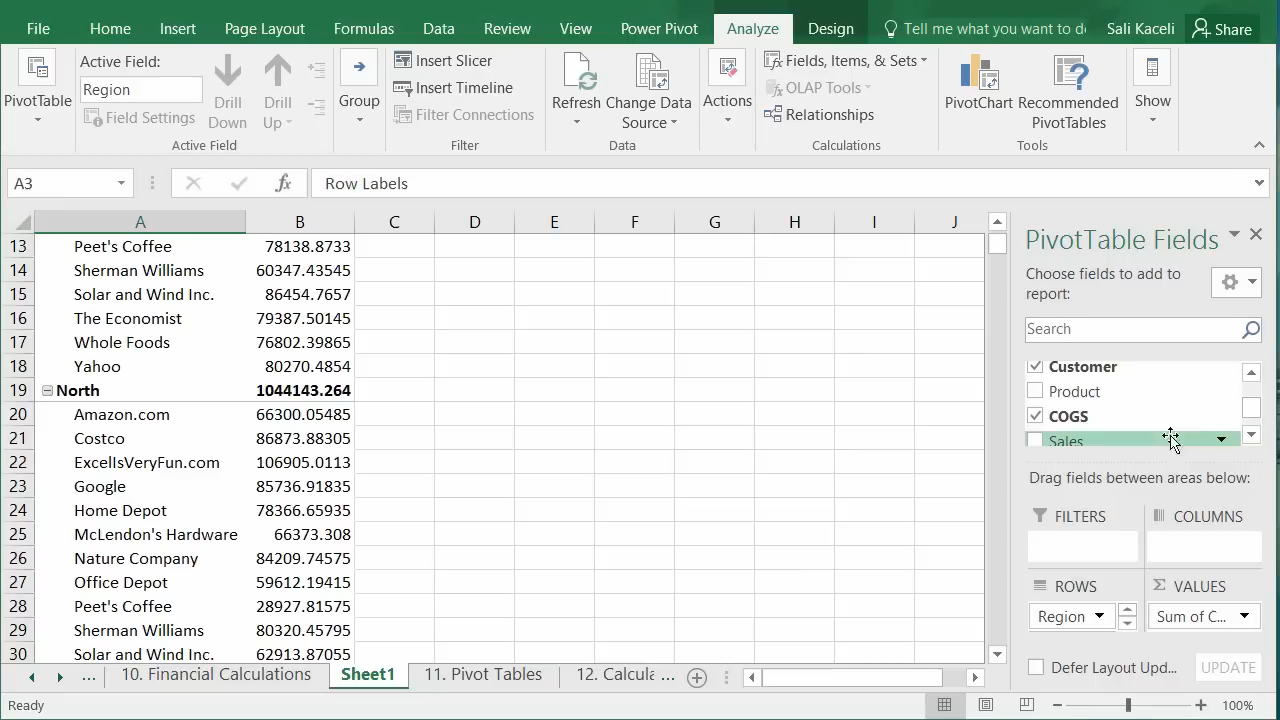 File Home Insert Page Layout Formulas Data Review View Power Pivot Analyze Design Tell me what you want to d Sali Kaceli Share
PivotTable
Active Field:
Region
Field Settings
Drill Down
Drill Up
Active Field
Group
Insert Slicer
Insert Timeline
Filter Connections
Filter
Refresh
Change Data Source
Data
Actions
Fields, Items, & Sets
OLAP Tools
Relationships
Calculations
PivotChart
Recommended PivotTables
Tools
Show
A3 fx Row Labels
A B C D E F G H I J
13 Peet's Coffee 78138.8733
14 Sherman Williams 60347.43545
15 Solar and Wind Inc. 86454.7657
16 The Economist 79387.50145
17 Whole Foods 76802.39865
18 Yahoo 80270.4854
19 North 1044143.264
20 Amazon.com 66300.05485
21 Costco 86873.88305
22 ExcelIsVeryFun.com 106905.0113
23 Google 85736.91835
24 Home Depot 78366.65935
25 McLendon's Hardware 66373.308
26 Nature Company 84209.74575
27 Office Depot 59612.19415
28 Peet's Coffee 28927.81575
29 Sherman Williams 80320.45795
30 Solar and Wind Inc. 62913.87055
PivotTable Fields
Choose fields to add to
report:
Search
Customer
Product
COGS
Sales
Drag fields between areas below:
FILTERS COLUMNS
ROWS VALUES
Region Sum of C...
Defer Layout Upd... UPDATE
... 10. Financial Calculations Sheet1 11. Pivot Tables 12. Calcula ...
Ready 100%